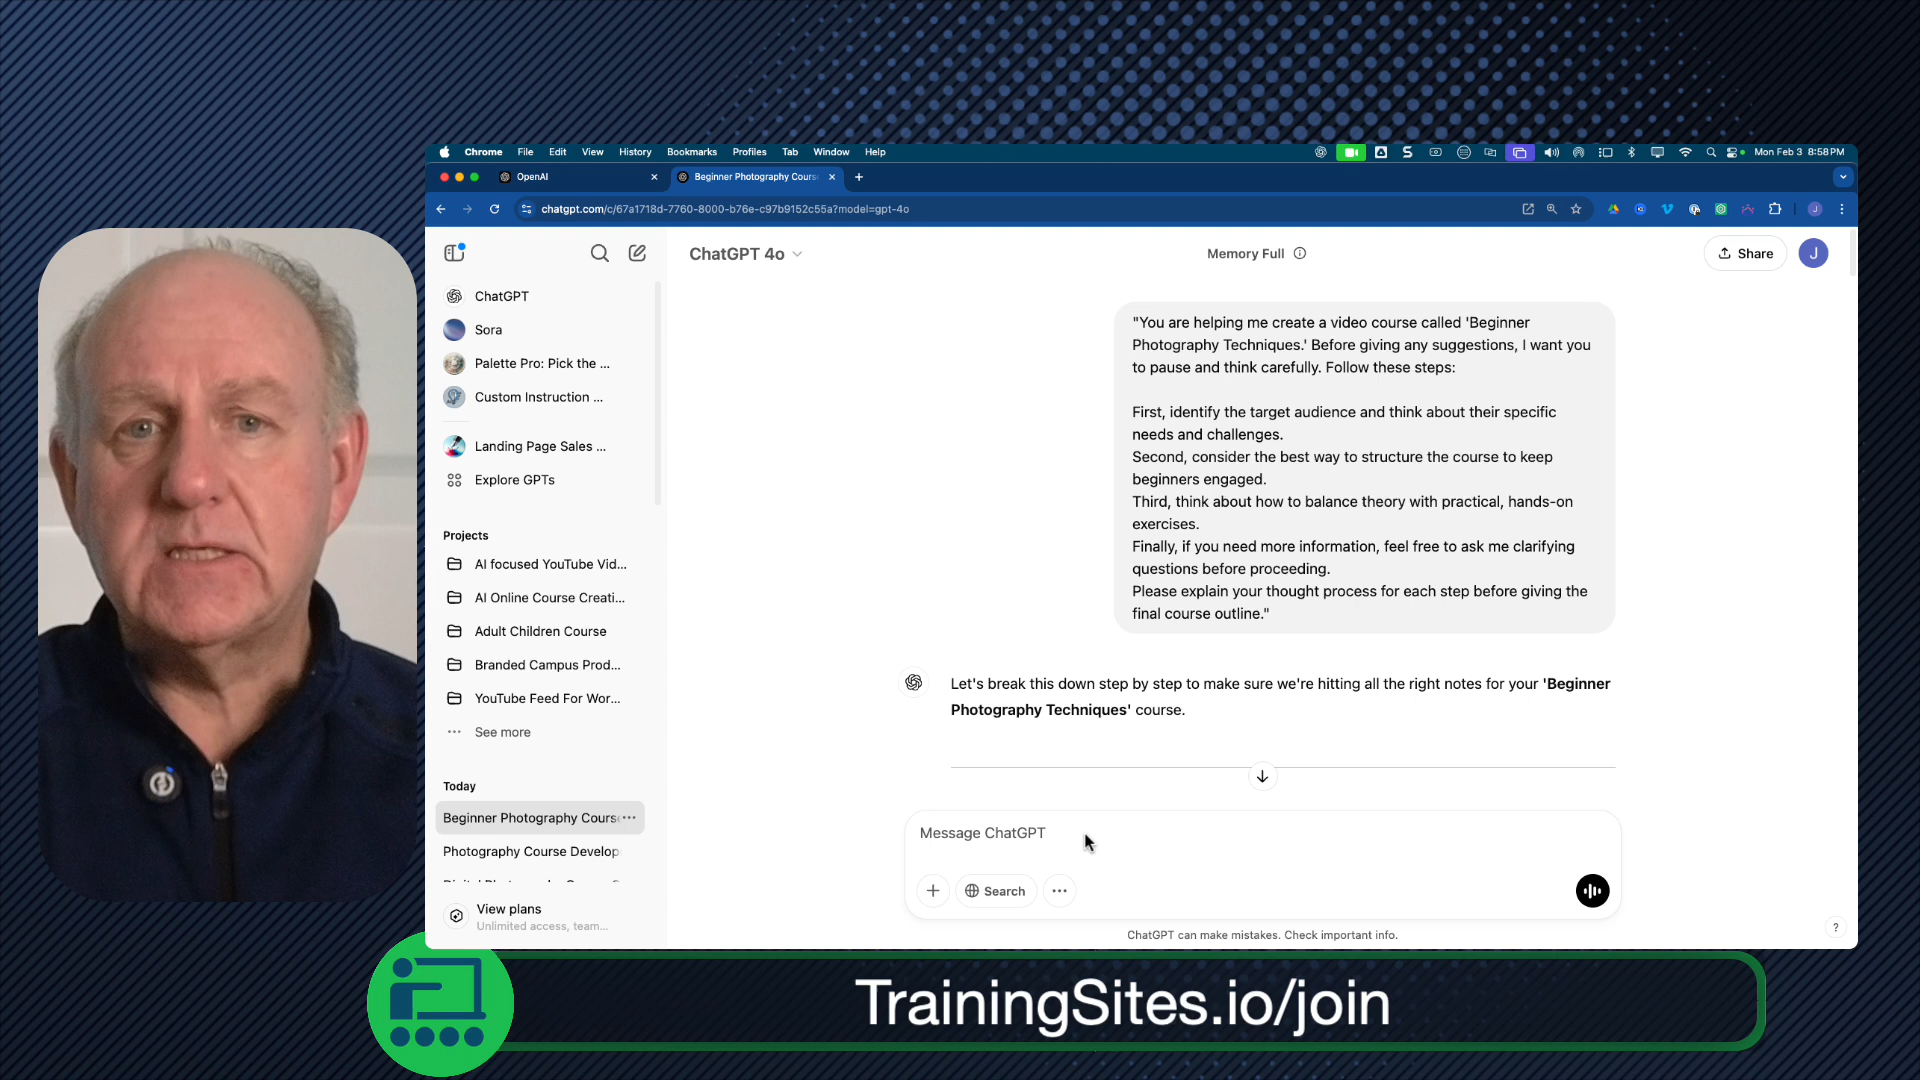 Chrome File Edit View History Bookmarks Profiles Tab Window Help
Mon Feb 3 8:58PM
OpenAI
Beginner Photography Cours
chatgpt.com/c/67a1718d-7760-8000-b76e-c97b9152c55a?model=gpt-4o
J
ChatGPT 4o
Memory Full
Share
J
ChatGPT
Sora
Palette Pro: Pick the ...
Custom Instruction ...
Landing Page Sales ...
Explore GPTs
Projects
AI focused YouTube Vid...
AI Online Course Creati...
Adult Children Course
Branded Campus Prod...
YouTube Feed For Wor...
See more
Today
Beginner Photography Cours
Photography Course Develop
View plans
Unlimited access, team...
"You are helping me create a video course called 'Beginner
Photography Techniques.' Before giving any suggestions, I want you
to pause and think carefully. Follow these steps:
First, identify the target audience and think about their specific
needs and challenges.
Second, consider the best way to structure the course to keep
beginners engaged.
Third, think about how to balance theory with practical, hands-on
exercises.
Finally, if you need more information, feel free to ask me clarifying
questions before proceeding.
Please explain your thought process for each step before giving the
final course outline."
Let's break this down step by step to make sure we're hitting all the right notes for your 'Beginner
Photography Techniques' course.
Message ChatGPT
Search
ChatGPT can make mistakes. Check important info.
?
TrainingSites.io/join